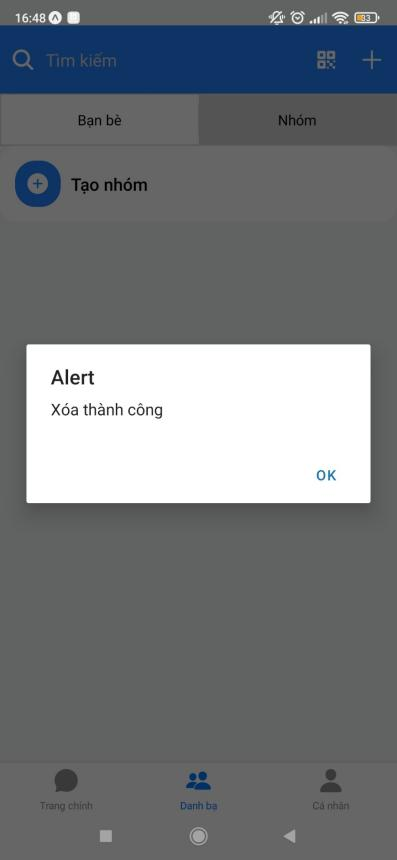 16:48
83
Tìm kiếm
Bạn bè
Nhóm
Tạo nhóm
Alert
Xóa thành công
OK
Trang chính
Danh bạ
Cá nhân